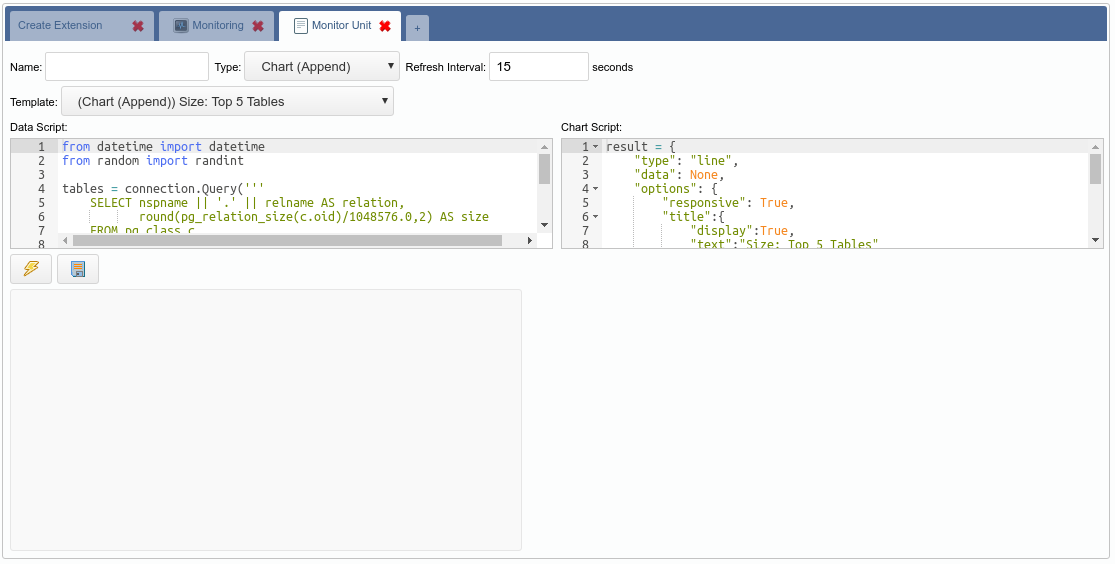 Create Extension
Monitoring
Monitor Unit
+
Name:
Type: Chart (Append) Refresh Interval: 15 seconds
Template: (Chart (Append)) Size: Top 5 Tables
Data Script:
1 from datetime import datetime
2 from random import randint
3
4 tables = connection.Query('''
5 SELECT nspname || '.' || relname AS relation,
6 round(pg_relation_size(c.oid)/1048576.0,2) AS size
7 FROM pg_class c
8
Chart Script:
1 result = {
2 "type": "line",
3 "data": None,
4 "options": {
5 "responsive": True,
6 "title":{
7 "display":True,
8 "text":"Size: Top 5 Tables"